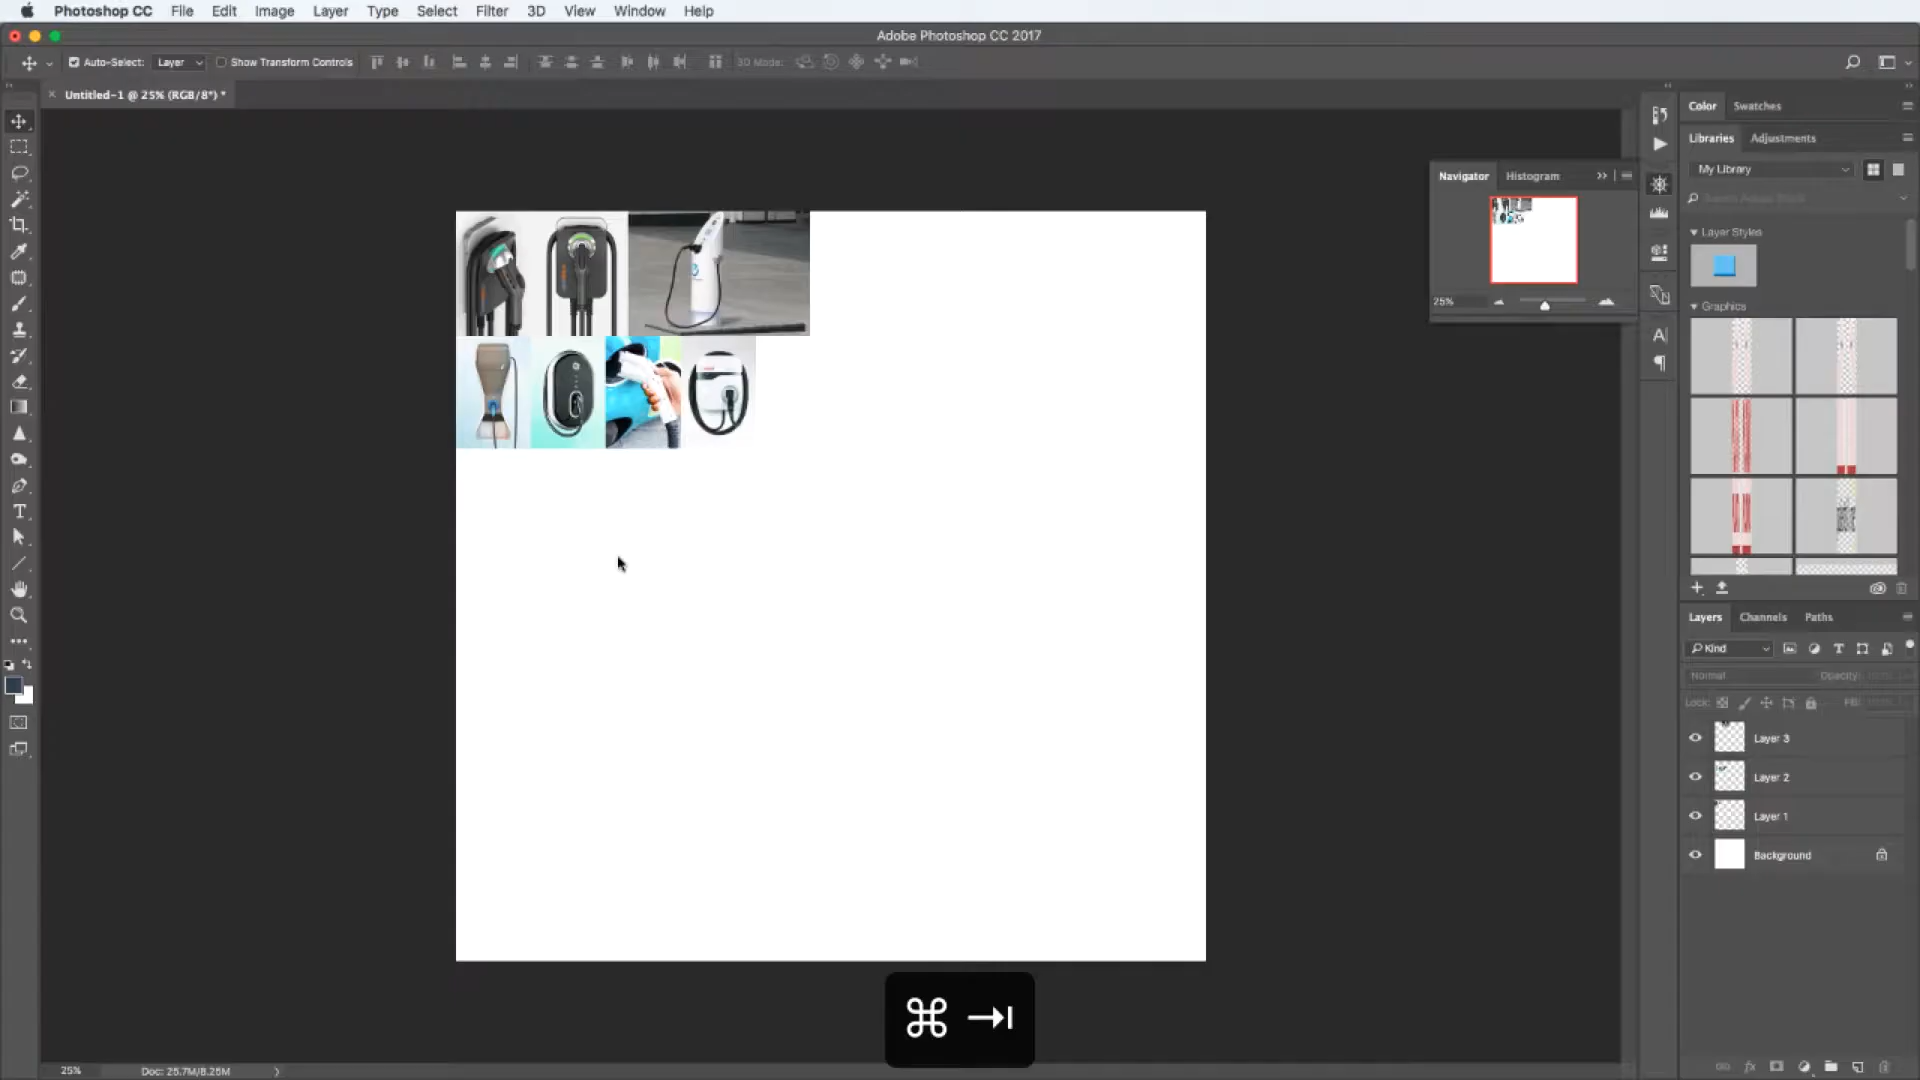 Photoshop CC File Edit Image Layer Type Select Filter 3D View Window Help
Adobe Photoshop CC 2017
Auto-Select: Layer Show Transform Controls 3D Mode:
Untitled-1 @ 25% (RGB/8*) *
Color Swatches
Libraries Adjustments
My Library
Navigator Histogram
25%
Layer Styles
Graphics
Layers Channels Paths
Kind
Normal Opacity:
Lock: Fill:
Layer 3
Layer 2
Layer 1
Background
⌘ →|
25% Doc: 25.7M/8.25M